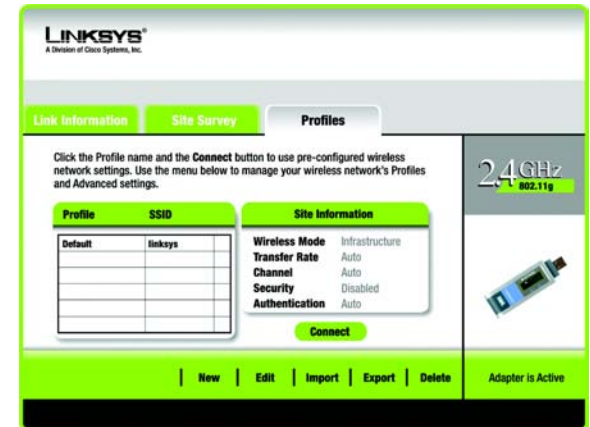 LINKSYS®
A Division of Cisco Systems, Inc.
Link Information Site Survey Profiles
Click the Profile name and the Connect button to use pre-configured wireless
network settings. Use the menu below to manage your wireless network's Profiles
and Advanced settings.
2.4GHz
802.11g
Profile SSID
Default linksys
Site Information
Wireless Mode Infrastructure
Transfer Rate Auto
Channel Auto
Security Disabled
Authentication Auto
Connect
New | Edit | Import | Export | Delete
Adapter is Active